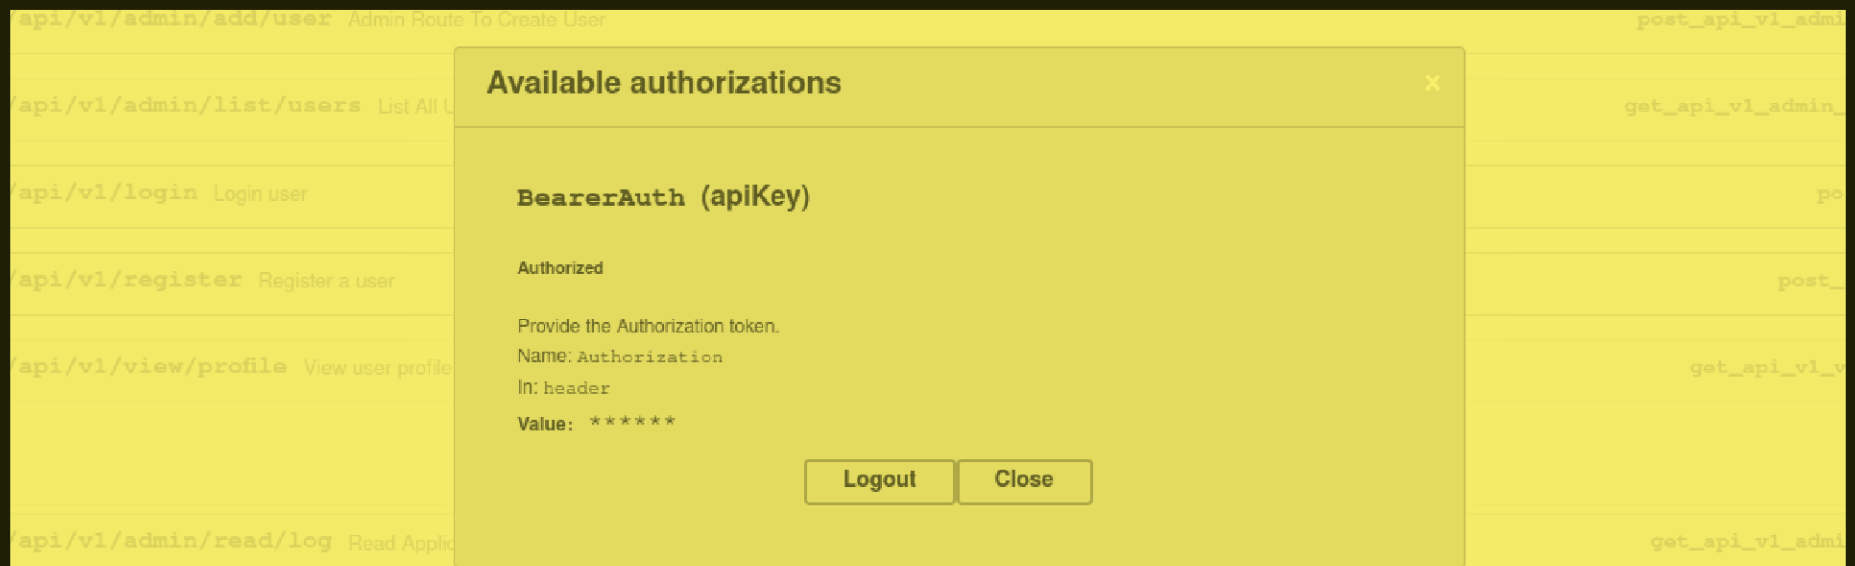 /api/v1/admin/add/user Admin Route To Create User post_api_v1_admi
Available authorizations ×
/api/v1/admin/list/users List All U get_api_v1_admin_
/api/v1/login Login user po
BearerAuth (apiKey)
Authorized
/api/v1/register Register a user post_
Provide the Authorization token.
Name: Authorization
/api/v1/view/profile View user profile get_api_v1_v
In: header
Value: ******
Logout Close
/api/v1/admin/read/log Read Applic get_api_v1_admi